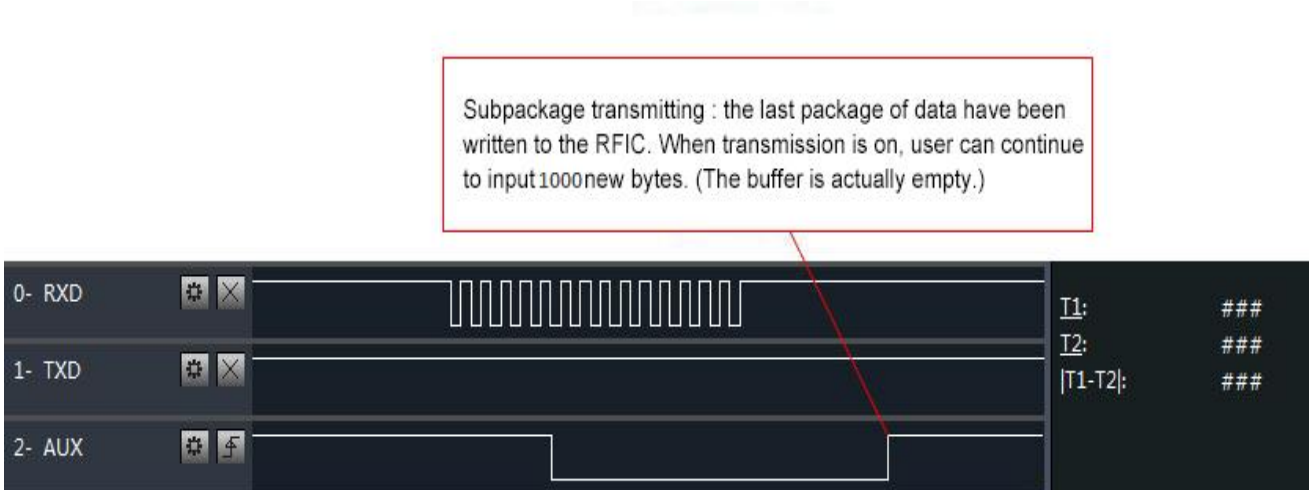 Subpackage transmitting : the last package of data have been
written to the RFIC. When transmission is on, user can continue
to input 1000 new bytes. (The buffer is actually empty.)
0- RXD
T1: ###
T2: ###
1- TXD
|T1-T2|: ###
2- AUX